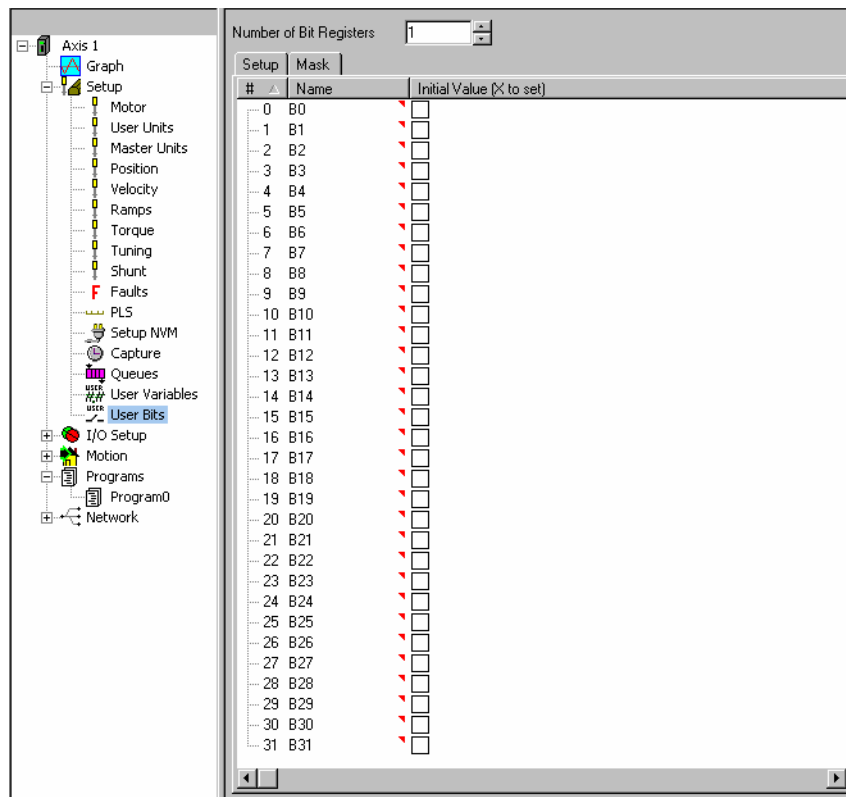 Axis 1
Graph
Setup
Motor
User Units
Master Units
Position
Velocity
Ramps
Torque
Tuning
Shunt
F Faults
PLS
Setup NVM
Capture
Queues
USER #.# User Variables
USER User Bits
I/O Setup
Motion
Programs
Program0
Network
Number of Bit Registers 1
Setup Mask
# Name Initial Value (X to set)
0 B0
1 B1
2 B2
3 B3
4 B4
5 B5
6 B6
7 B7
8 B8
9 B9
10 B10
11 B11
12 B12
13 B13
14 B14
15 B15
16 B16
17 B17
18 B18
19 B19
20 B20
21 B21
22 B22
23 B23
24 B24
25 B25
26 B26
27 B27
28 B28
29 B29
30 B30
31 B31